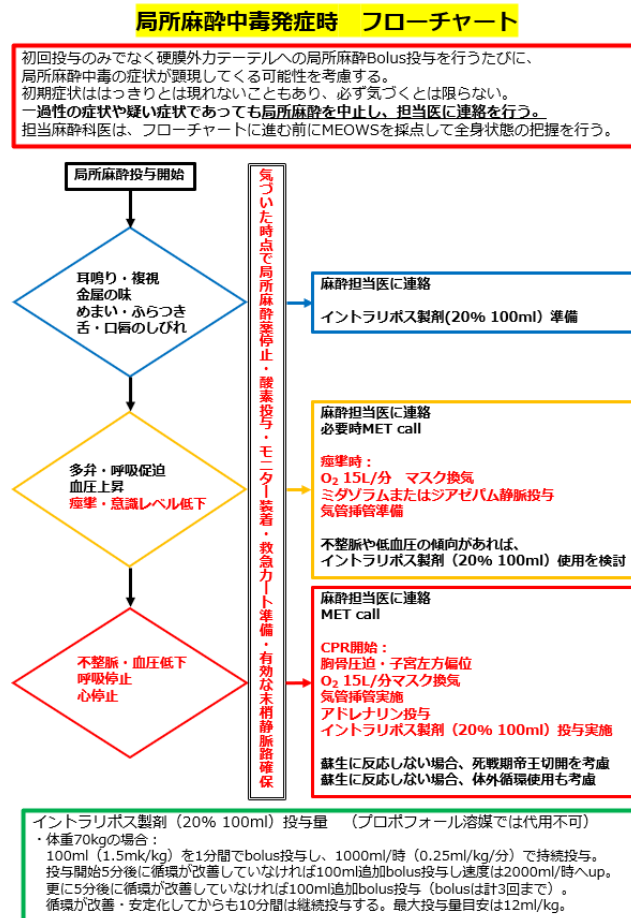 局所麻酔中毒発症時　フローチャート
初回投与のみでなく硬膜外カテーテルへの局所麻酔Bolus投与を行うたびに、
局所麻酔中毒の症状が顕現してくる可能性を考慮する。
初期症状ははっきりとは現れないこともあり、必ず気づくとは限らない。
一過性の症状や疑い症状であっても局所麻酔を中止し、担当医に連絡を行う。
担当麻酔科医は、フローチャートに進む前にMEOWSを採点して全身状態の把握を行う。
局所麻酔投与開始
耳鳴り・複視
金属の味
めまい・ふらつき
舌・口唇のしびれ
気づいた時点で局所麻酔薬停止・酸素投与・モニター装着・救急カート準備・有効な末梢静脈路確保
麻酔担当医に連絡
イントラリポス製剤(20% 100ml）準備
多弁・呼吸促迫
血圧上昇
痙攣・意識レベル低下
麻酔担当医に連絡
必要時MET call
痙攣時：
O₂ 15L/分　マスク換気
ミダゾラムまたはジアゼパム静脈投与
気管挿管準備
不整脈や低血圧の傾向があれば、
イントラリポス製剤（20% 100ml）使用を検討
不整脈・血圧低下
呼吸停止
心停止
麻酔担当医に連絡
MET call
CPR開始：
胸骨圧迫・子宮左方偏位
O₂ 15L/分マスク換気
気管挿管実施
アドレナリン投与
イントラリポス製剤（20% 100ml）投与実施
蘇生に反応しない場合、死戦期帝王切開を考慮
蘇生に反応しない場合、体外循環使用も考慮
イントラリポス製剤（20% 100ml）投与量　（プロポフォール溶媒では代用不可）
・体重70kgの場合：
100ml（1.5mk/kg）を1分間でbolus投与し、1000ml/時（0.25ml/kg/分）で持続投与。
投与開始5分後に循環が改善していなければ100ml追加bolus投与し速度は2000ml/時へup。
更に5分後に循環が改善していなければ100ml追加bolus投与（bolusは計3回まで）。
循環が改善・安定化してからも10分間は継続投与する。最大投与量目安は12ml/kg。